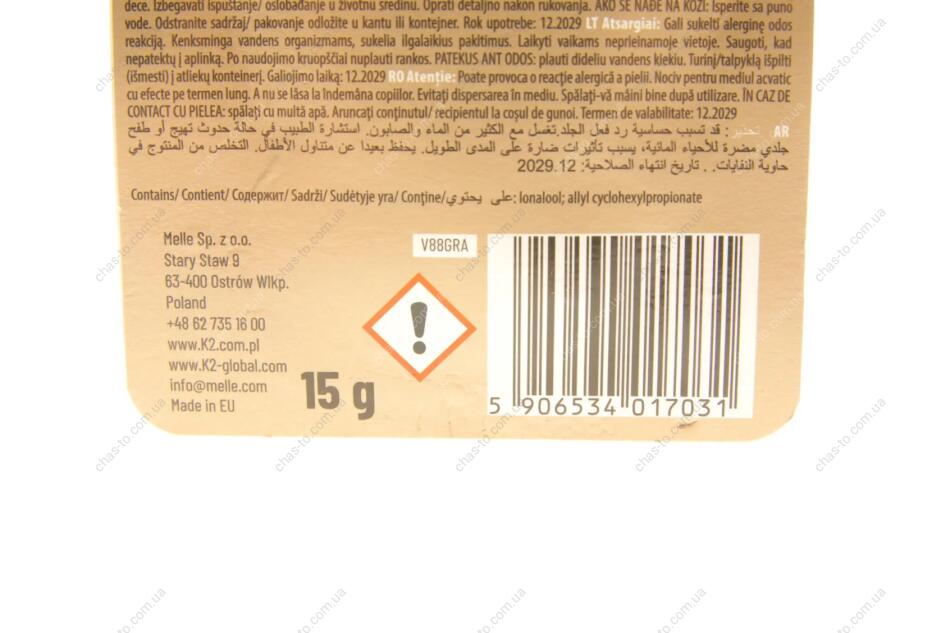 dece. Izbegavati ispuštanje/ oslobađanje u životnu sredinu. Oprati detaljno nakon rukovanja. AKO SE NAĐE NA KOŽI: Isperite sa puno
vode. Odstranite sadržaj/ pakovanje odložite u kantu ili kontejner. Rok upotrebe: 12.2029 LT Atsargiai: Gali sukelti alerginę odos
reakciją. Kenksminga vandens organizmams, sukelia ilgalaikius pakitimus. Laikyti vaikams neprieinamoje vietoje. Saugoti, kad
nepatektų į aplinką. Po naudojimo kruopščiai nuplauti rankos. PATEKUS ANT ODOS: plauti dideliu vandens kiekiu. Turinį/talpyklą išpilti
(išmesti) į atliekų konteinerį. Galiojimo laiką: 12.2029 RO Atenție: Poate provoca o reacție alergică a pielii. Nociv pentru mediul acvatic
cu efecte pe termen lung. A nu se lăsa la îndemâna copiilor. Evitați dispersarea în mediu. Spălați-vă mâini bine după utilizare. ÎN CAZ DE
CONTACT CU PIELEA: spălați cu multă apă. Aruncați conținutul/ recipientul la coșul de gunoi. Termen de valabilitate: 12.2029
AR تحذير: قد تسبب حساسية رد فعل الجلد.تغسل مع الكثير من الماء والصابون. استشارة الطبيب في حالة حدوث تهيج أو طفح
جلدي مضرة للأحياء المائية، يسبب تأثيرات ضارة على المدى الطويل. يحفظ بعيدا عن متناول الأطفال. التخلص من المنتج في
حاوية النفايات. . تاريخ انتهاء الصلاحية: 2029.12
Contains/ Contient/ Содержит/ Sadrži/ Sudėtyje yra/ Conține/على يحتوي: lonalool; allyl cyclohexylpropionate
Melle Sp. z o.o.
Stary Staw 9
63-400 Ostrów Wlkp.
Poland
+48 62 735 16 00
www.K2.com.pl
www.K2-global.com
info@melle.com
Made in EU
15 g
V88GRA
5 906534 017031
chas-to.com.ua